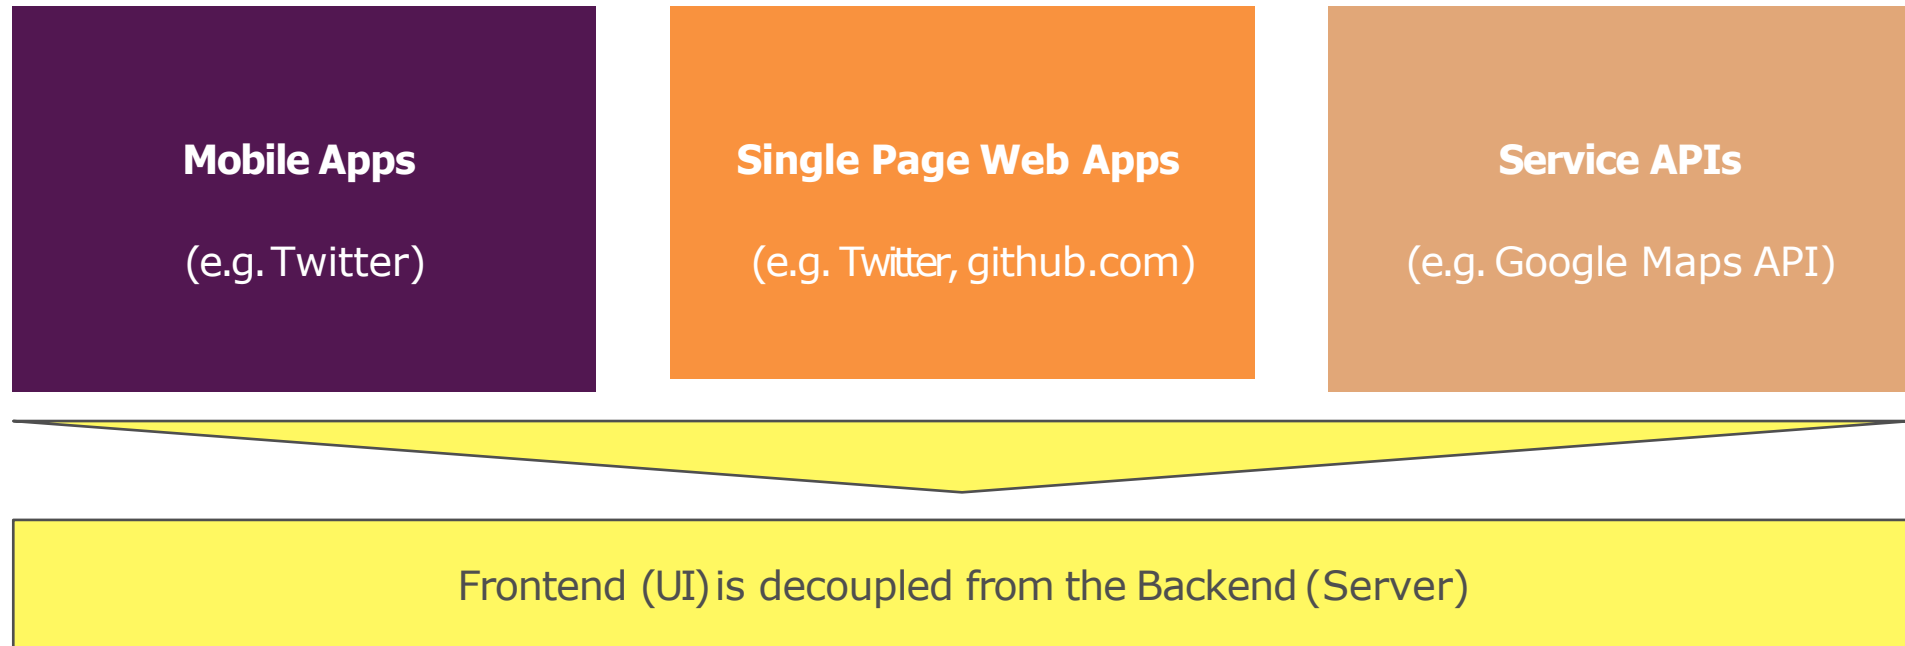 Mobile Apps
(e.g. Twitter)
Single Page Web Apps
(e.g. Twitter, github.com)
Service APIs
(e.g. Google Maps API)
Frontend (UI) is decoupled from the Backend (Server)